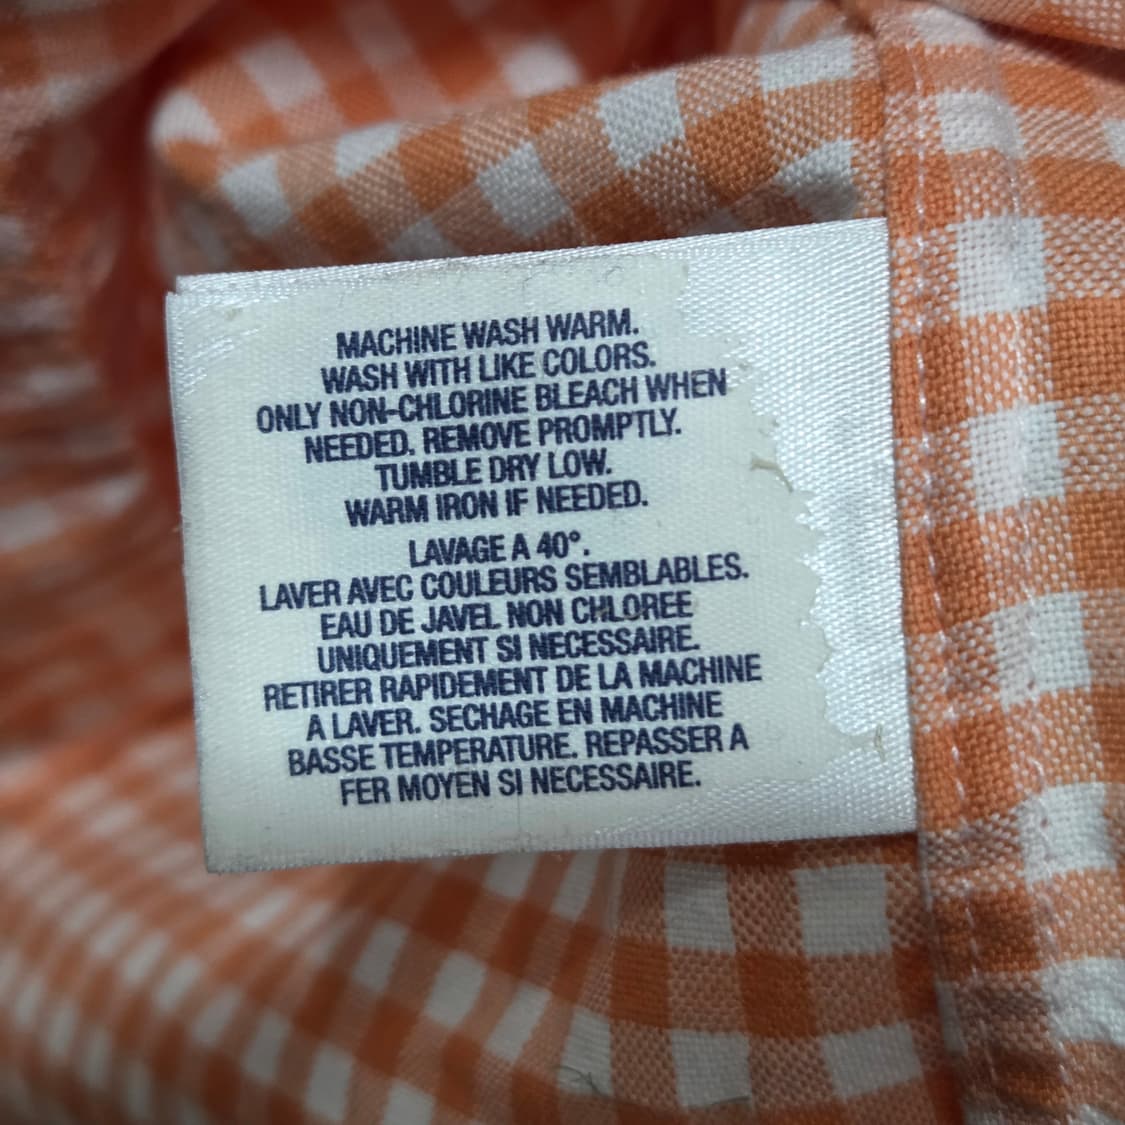 MACHINE WASH WARM.
WASH WITH LIKE COLORS.
ONLY NON-CHLORINE BLEACH WHEN
NEEDED. REMOVE PROMPTLY.
TUMBLE DRY LOW.
WARM IRON IF NEEDED.
LAVAGE A 40°.
LAVER AVEC COULEURS SEMBLABLES.
EAU DE JAVEL NON CHLOREE
UNIQUEMENT SI NECESSAIRE.
RETIRER RAPIDEMENT DE LA MACHINE
A LAVER. SECHAGE EN MACHINE
BASSE TEMPERATURE. REPASSER A
FER MOYEN SI NECESSAIRE.